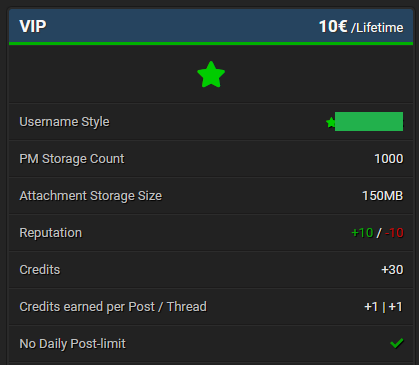 VIP 10€ /Lifetime
Username Style
PM Storage Count 1000
Attachment Storage Size 150MB
Reputation +10 / -10
Credits +30
Credits earned per Post / Thread +1 | +1
No Daily Post-limit